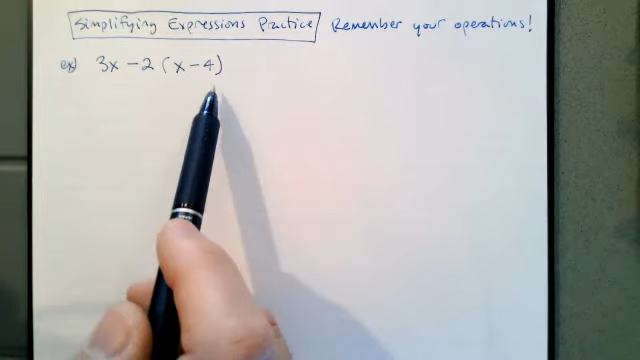 Simplifying Expressions Practice Remember your operations!
ex) 3x - 2 (x - 4)